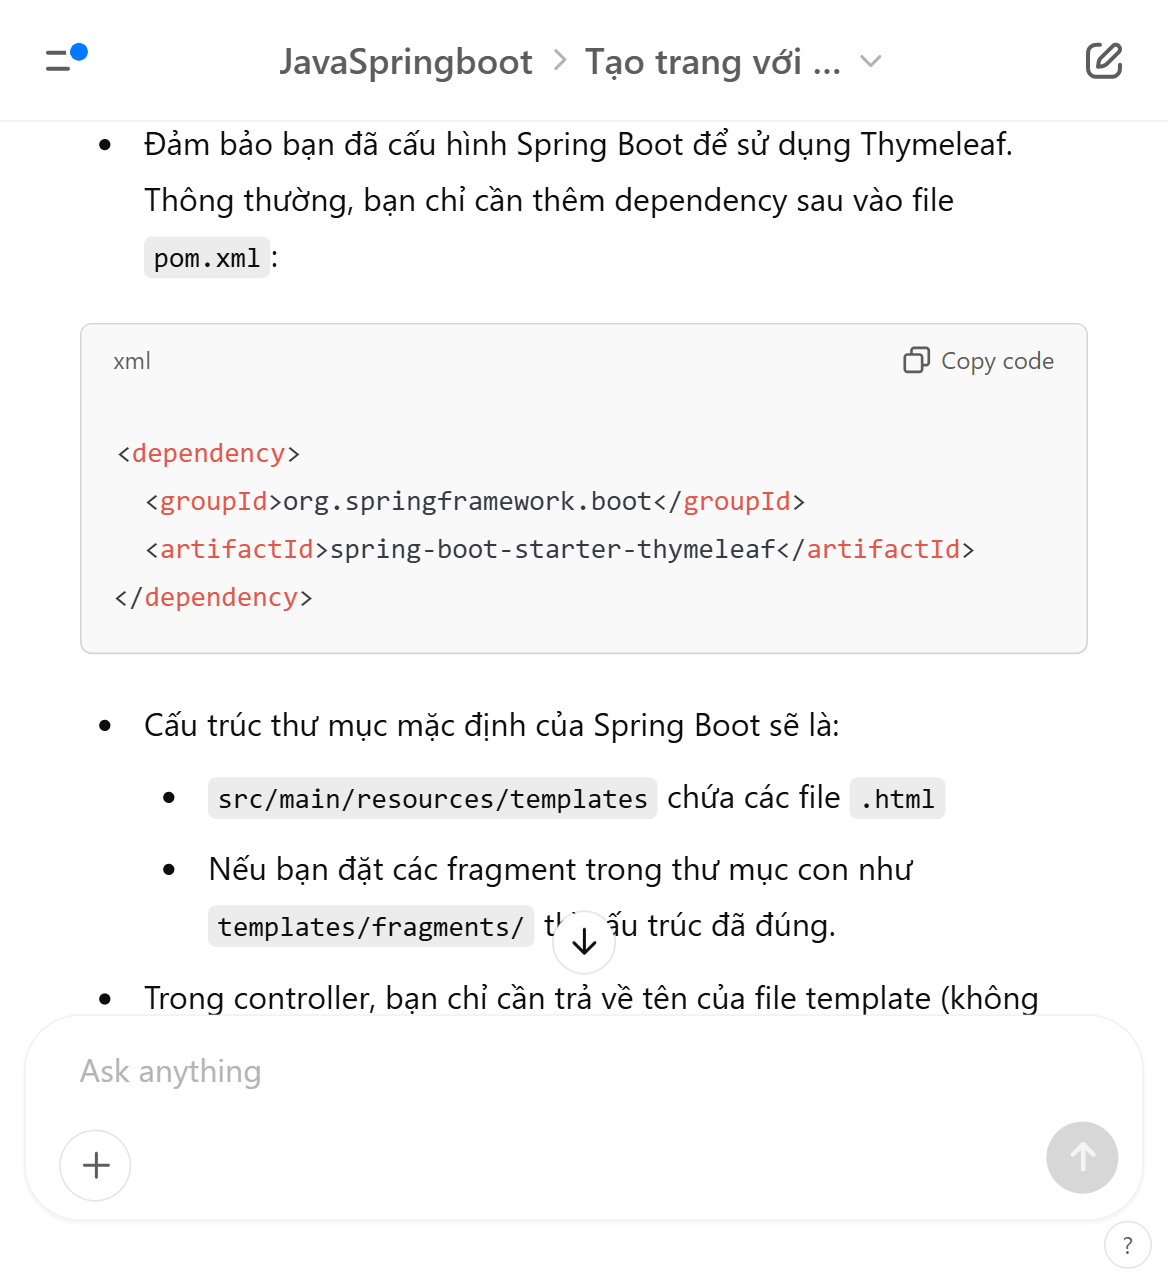 JavaSpringboot > Tạo trang với ...
• Đảm bảo bạn đã cấu hình Spring Boot để sử dụng Thymeleaf.
Thông thường, bạn chỉ cần thêm dependency sau vào file
pom.xml:
xml
Copy code
<dependency>
<groupId>org.springframework.boot</groupId>
<artifactId>spring-boot-starter-thymeleaf</artifactId>
</dependency>
• Cấu trúc thư mục mặc định của Spring Boot sẽ là:
• src/main/resources/templates chứa các file .html
• Nếu bạn đặt các fragment trong thư mục con như
templates/fragments/ trúc đã đúng.
• Trong controller, bạn chỉ cần trả về tên của file template (không
Ask anything
?